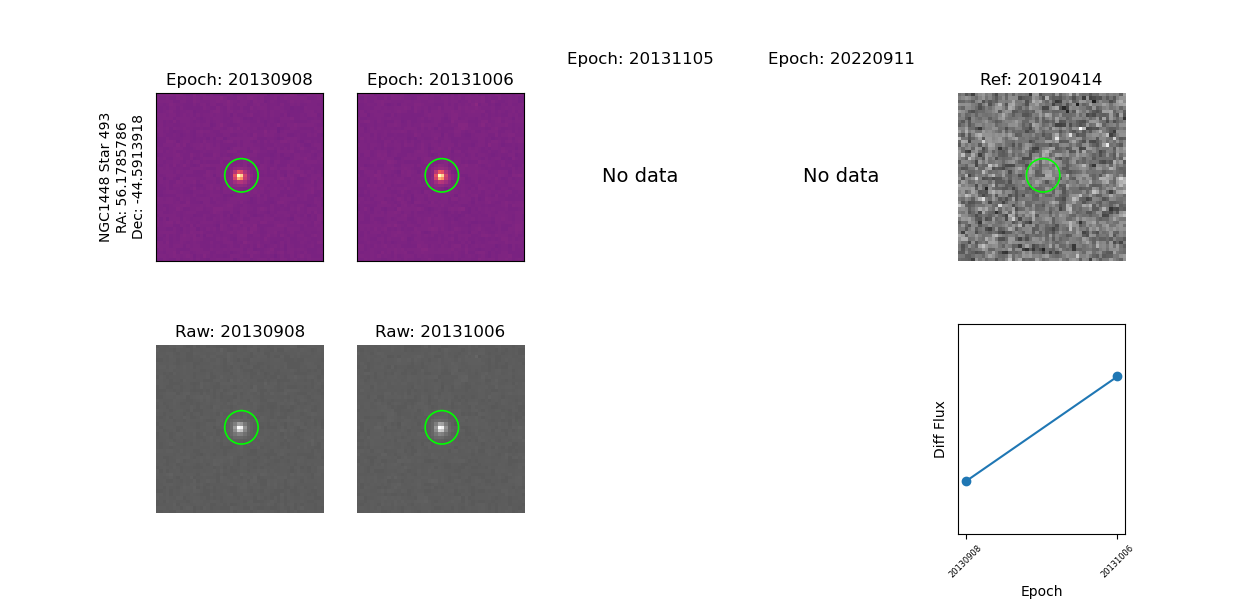 Epoch: 20130908
Epoch: 20131006
Epoch: 20131105
Epoch: 20220911
Ref: 20190414
NGC1448 Star 493
RA: 56.1785786
Dec: -44.5913918
No data
No data
Raw: 20130908
Raw: 20131006
Diff Flux
20130908
20131006
Epoch